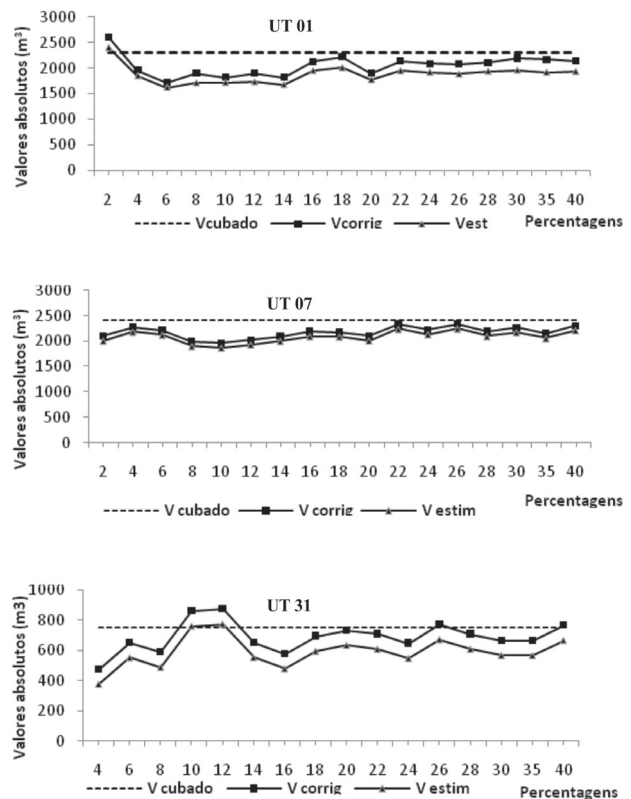 UT 01
Valores absolutos (m³)
3000
2500
2000
1500
1000
500
0
2 4 6 8 10 12 14 16 18 20 22 24 26 28 30 35 40
Vcubado Vcorrig Vest Percentagens
UT 07
Valores absolutos (m³)
3000
2500
2000
1500
1000
500
0
2 4 6 8 10 12 14 16 18 20 22 24 26 28 30 35 40
Percentagens
V cubado V corrig V estim
UT 31
Valores absolutos (m3)
1000
800
600
400
200
0
4 6 8 10 12 14 16 18 20 22 24 26 28 30 35 40
V cubado V corrig V estim Percentagens